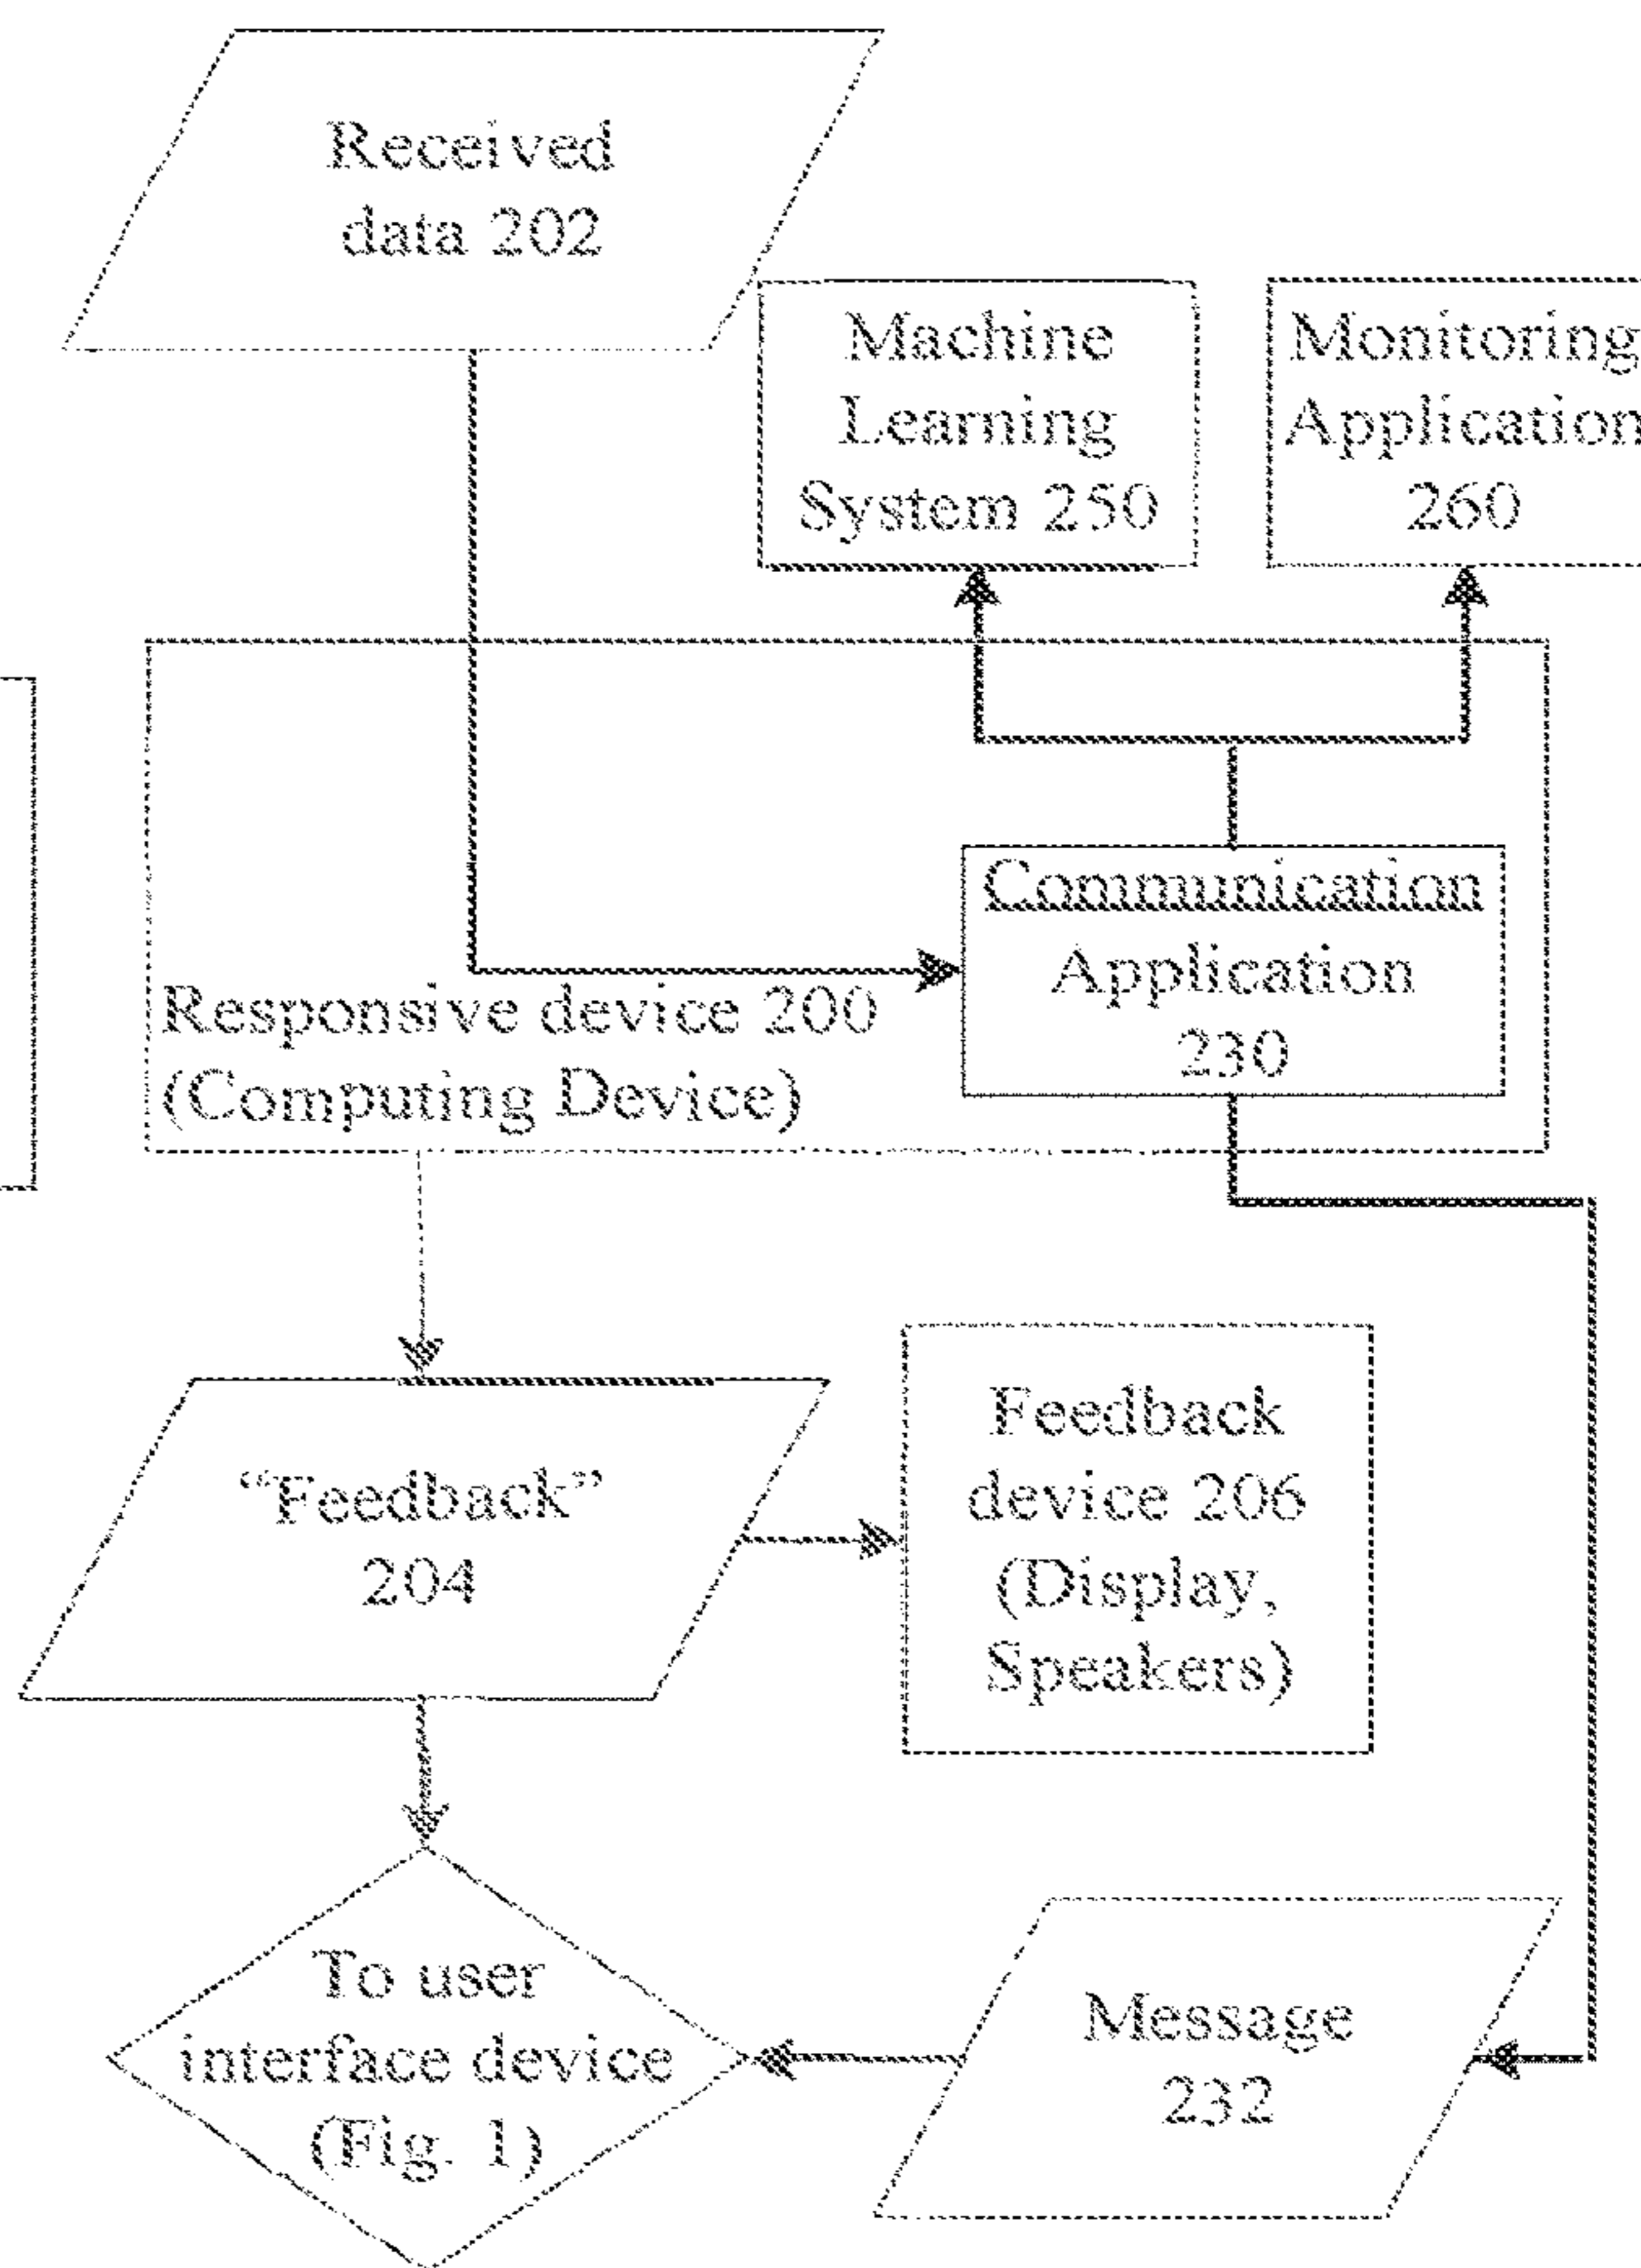 Received
data 202
Machine
Learning
System 250
Monitoring
Application
260
Communication
Application
230
Responsive device 200
(Computing Device)
“Feedback”
204
Feedback
device 206
(Display,
Speakers)
To user
interface device
(Fig. 1)
Message
232